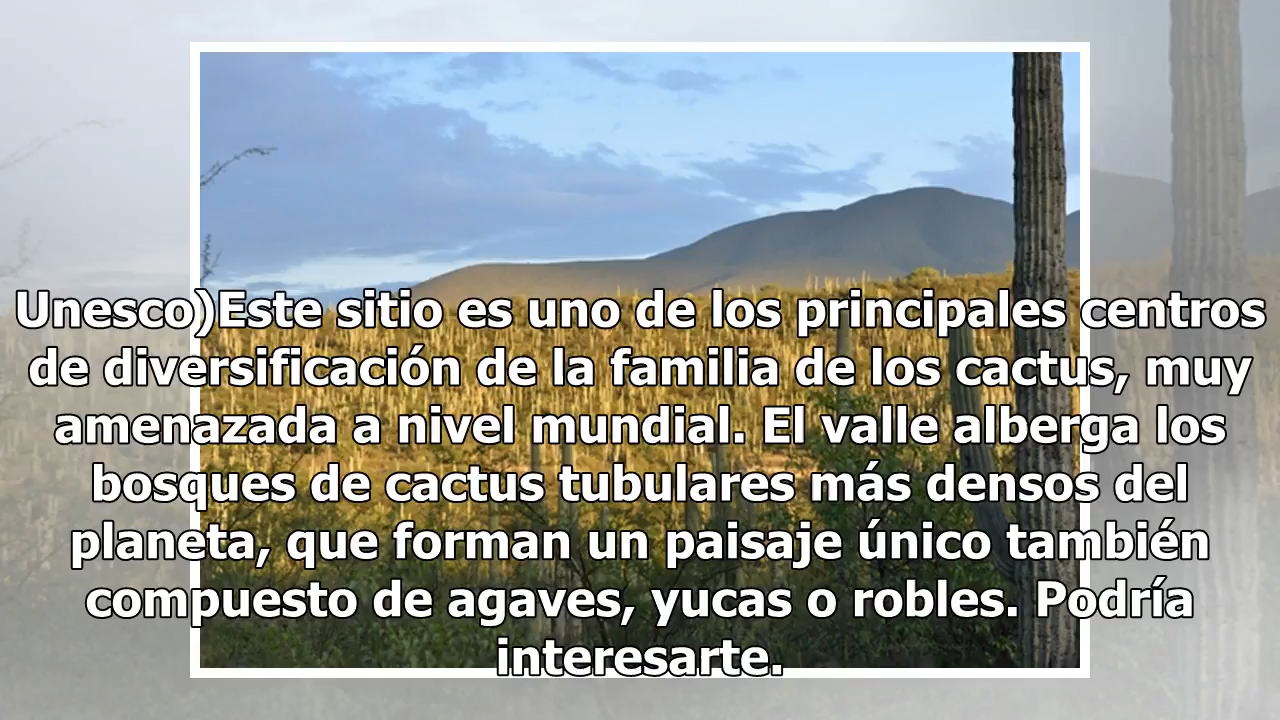 Unesco)Este sitio es uno de los principales centros
de diversificación de la familia de los cactus, muy
amenazada a nivel mundial. El valle alberga los
bosques de cactus tubulares más densos del
planeta, que forman un paisaje único también
compuesto de agaves, yucas o robles. Podría
interesarte.